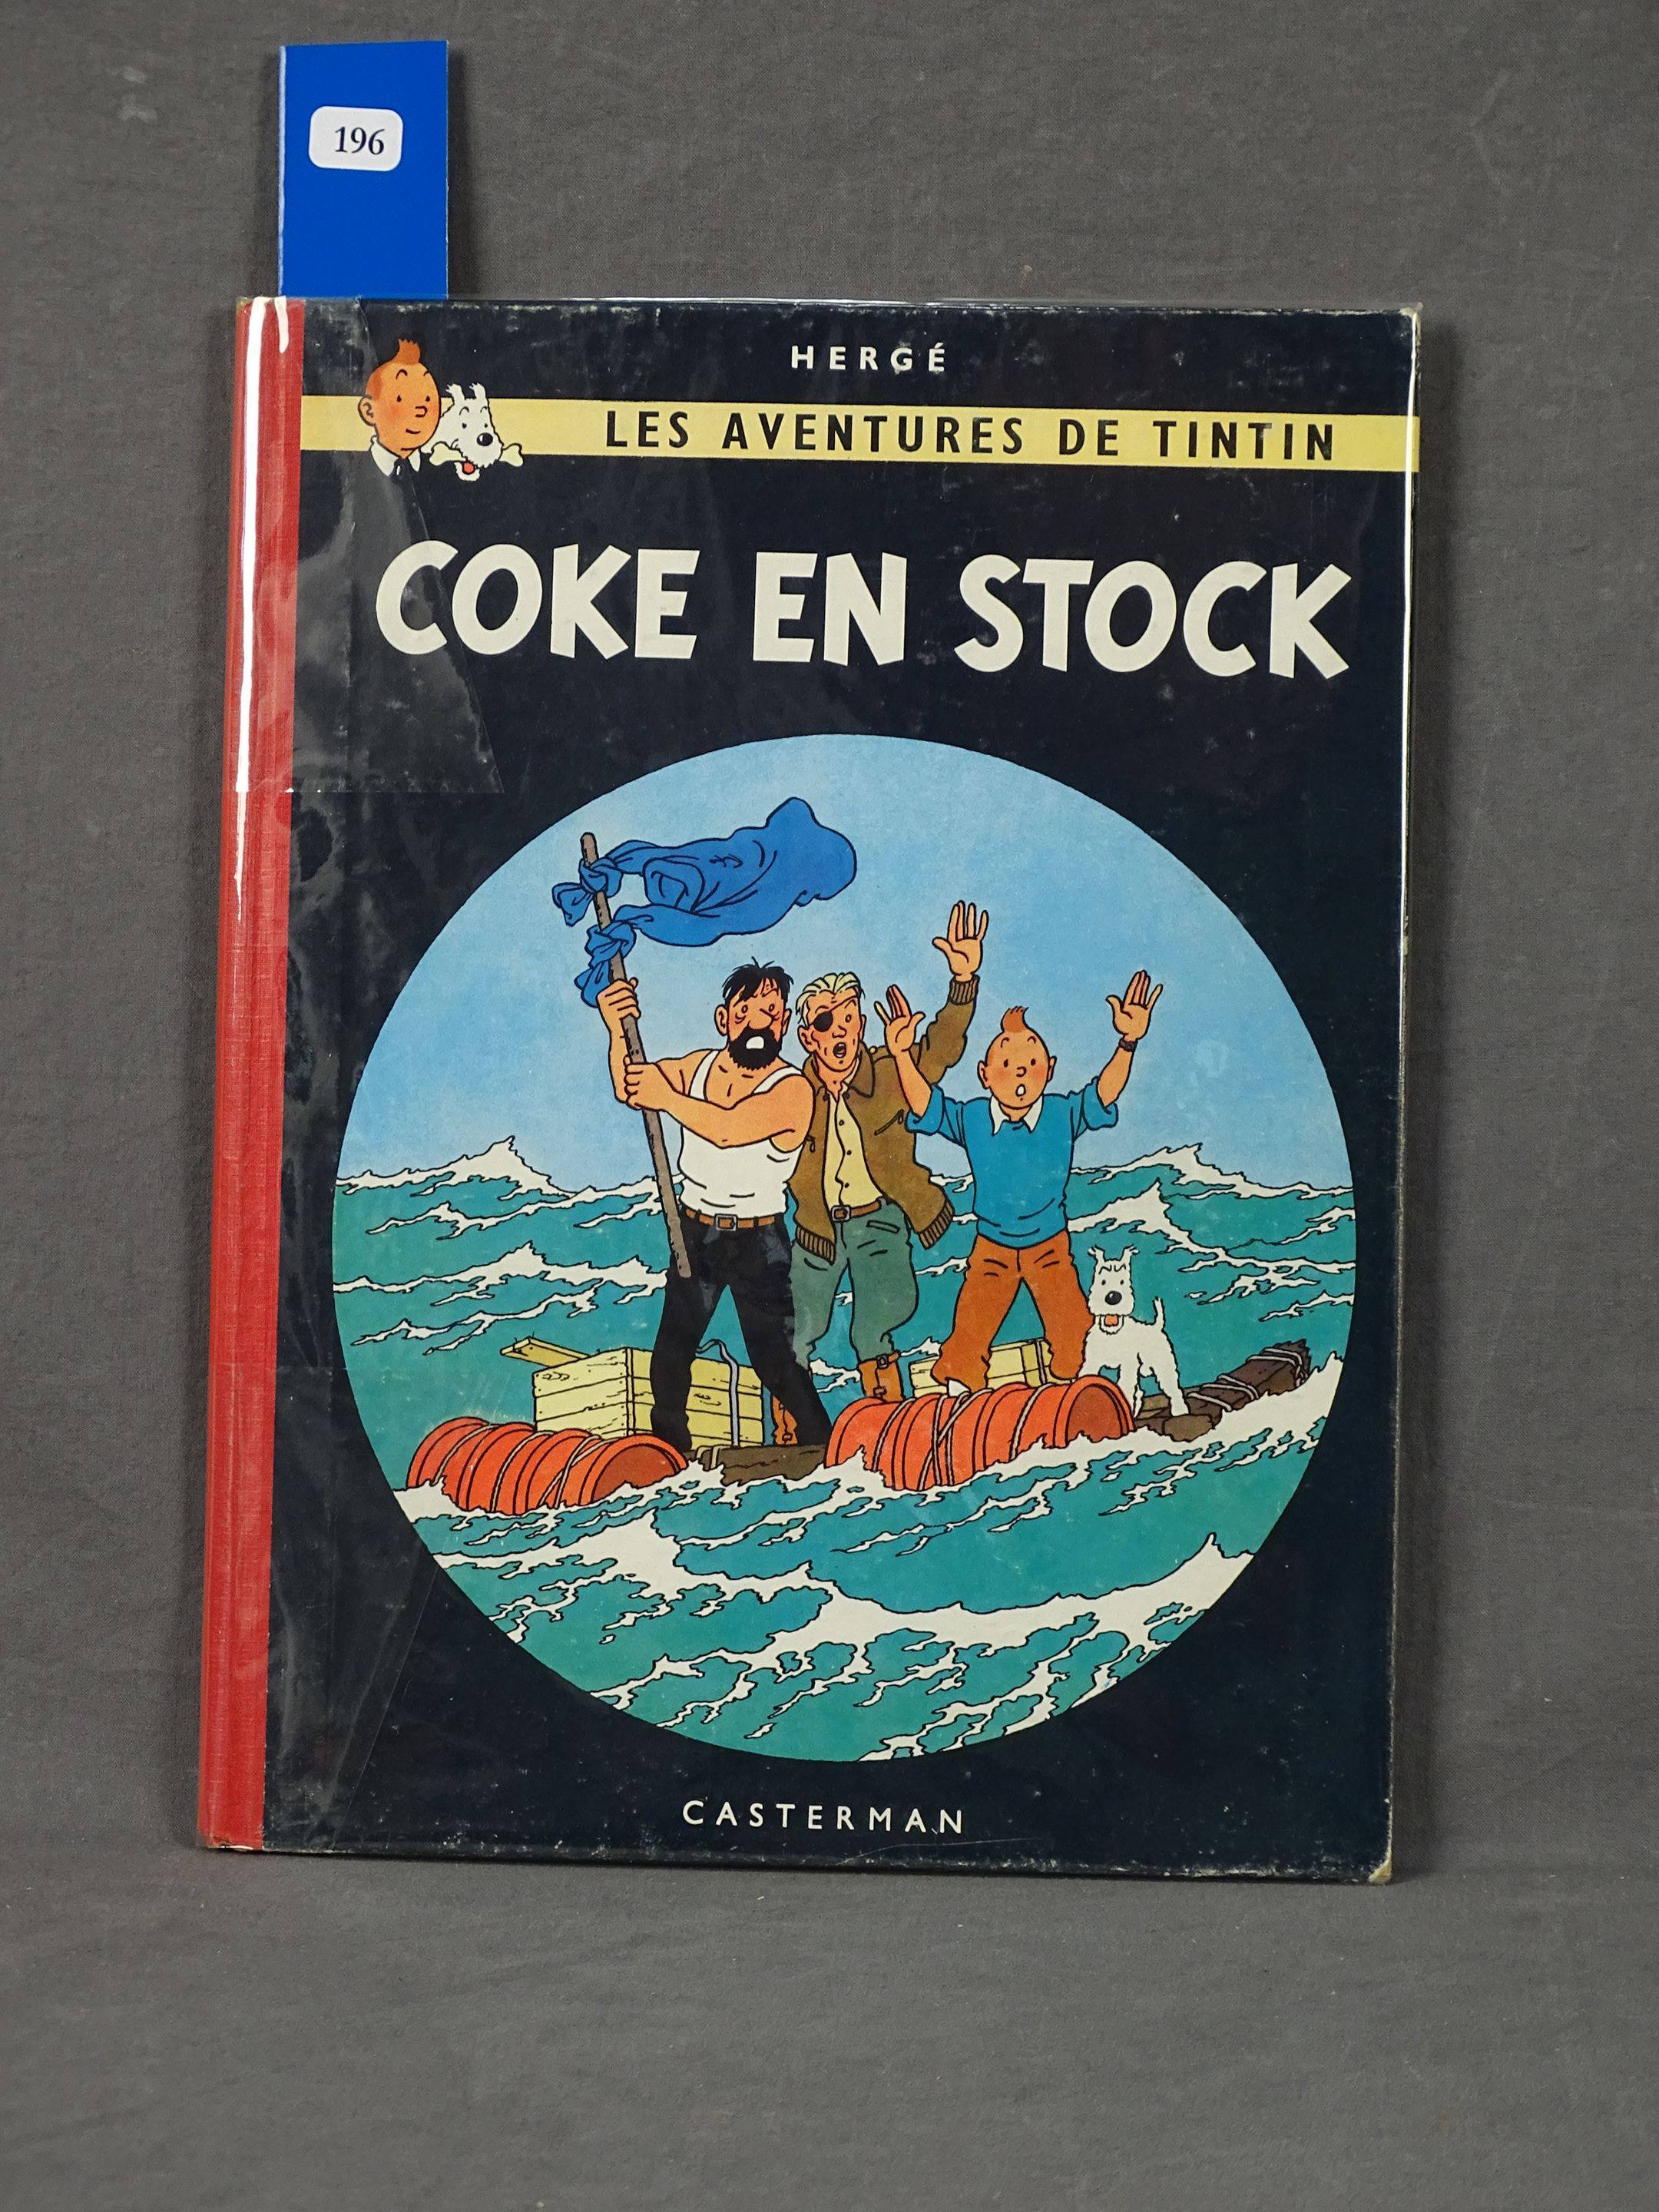 196
HERGÉ
LES AVENTURES DE TINTIN
COKE EN STOCK
CASTERMAN